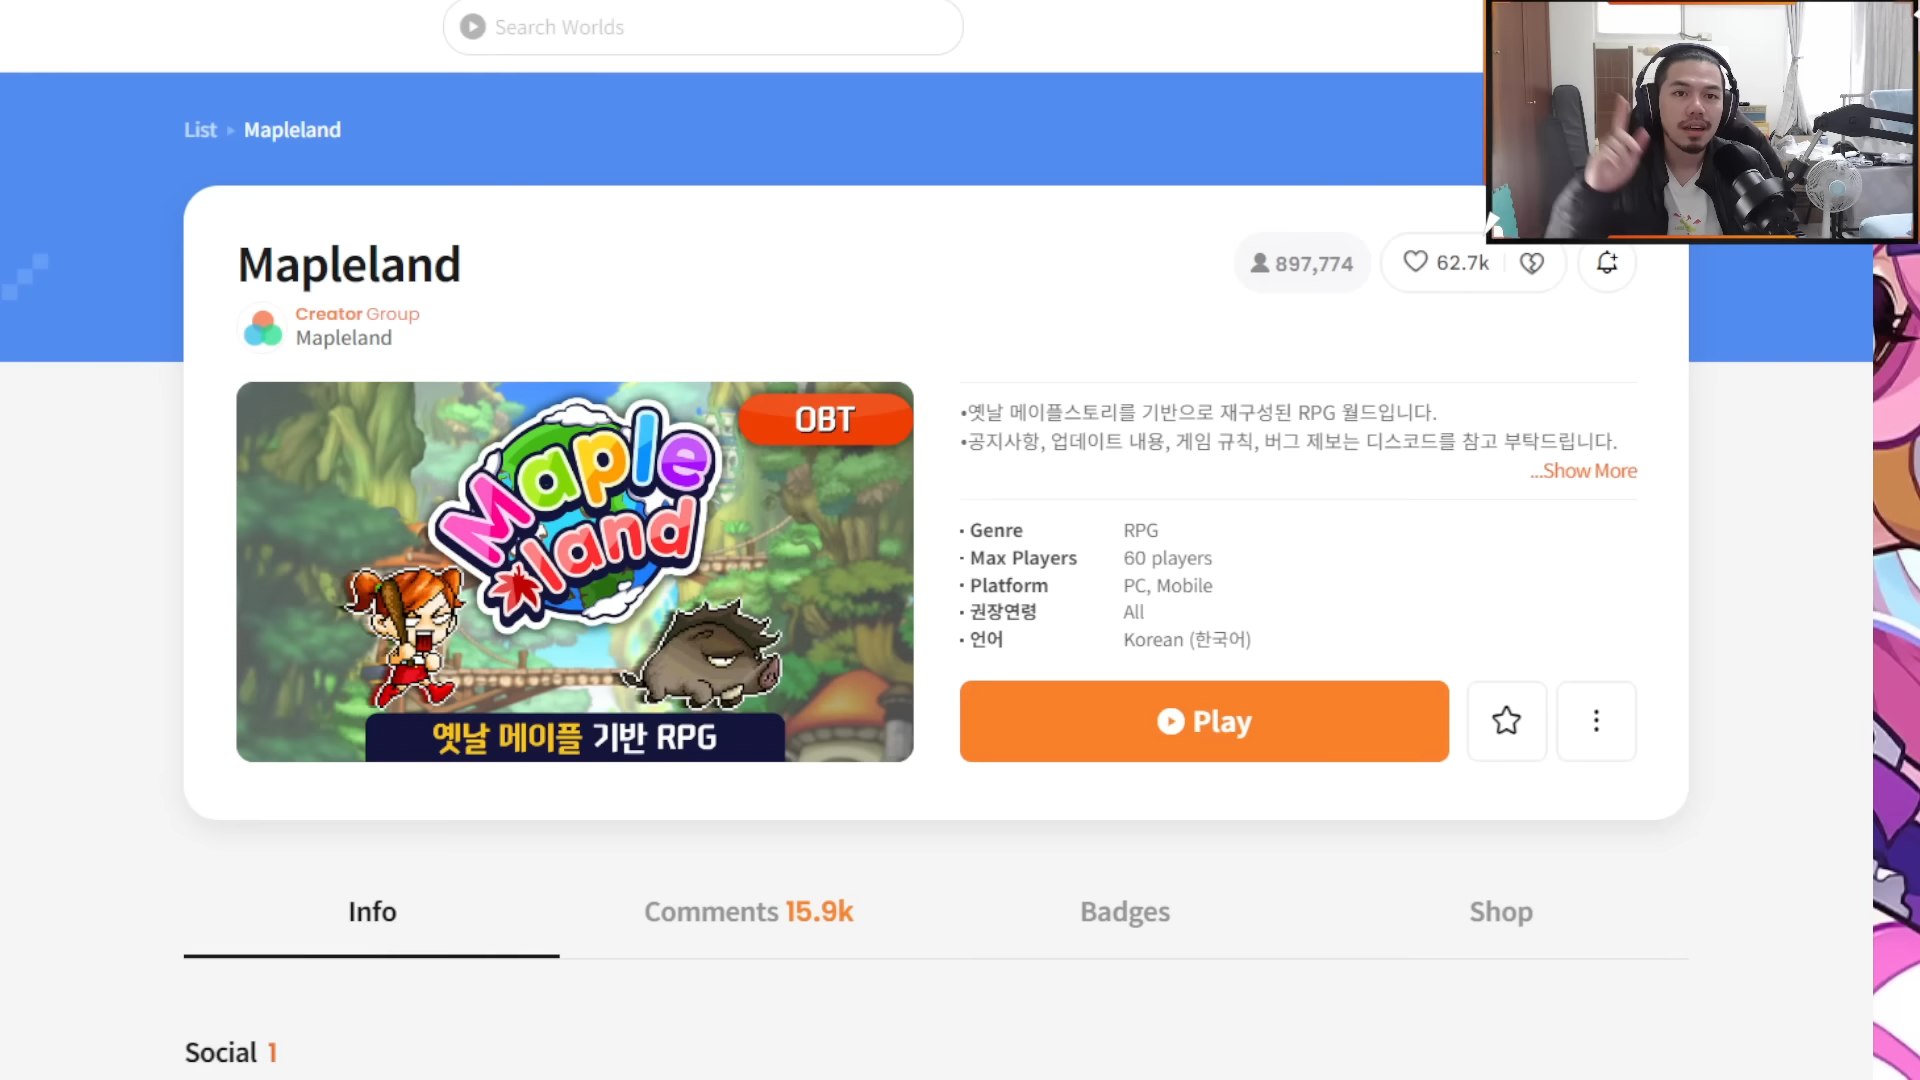 Search Worlds
List ▸ Mapleland
Mapleland
897,774
62.7k
Creator Group
Mapleland
OBT
Maple
land
옛날 메이플 기반 RPG
•옛날 메이플스토리를 기반으로 재구성된 RPG 월드입니다.
•공지사항, 업데이트 내용, 게임 규칙, 버그 제보는 디스코드를 참고 부탁드립니다.
...Show More
· Genre RPG
· Max Players 60 players
· Platform PC, Mobile
· 권장연령 All
· 언어 Korean (한국어)
Play
Info Comments 15.9k Badges Shop
Social 1